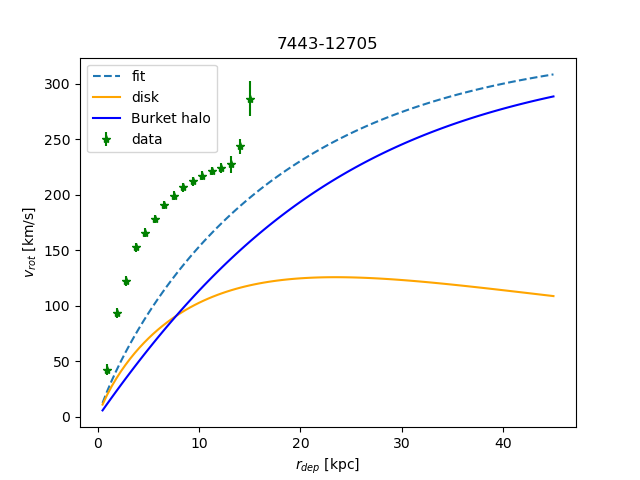 7443-12705
fit
disk
Burket halo
data
300
250
200
150
100
50
0
v_rot [km/s]
0 10 20 30 40
r_dep [kpc]